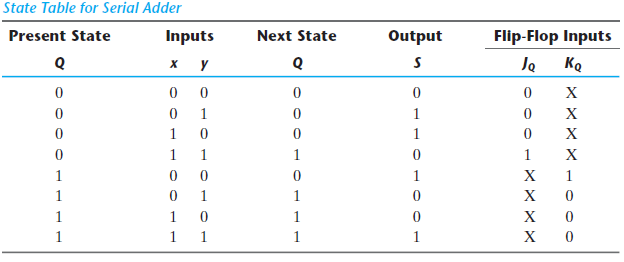 State Table for Serial Adder
Present State Inputs Next State Output Flip-Flop Inputs
Q x y Q S JQ KQ
0 0 0 0 0 0 X
0 0 1 0 1 0 X
0 1 0 0 1 0 X
0 1 1 1 0 1 X
1 0 0 0 1 X 1
1 0 1 1 0 X 0
1 1 0 1 0 X 0
1 1 1 1 1 X 0